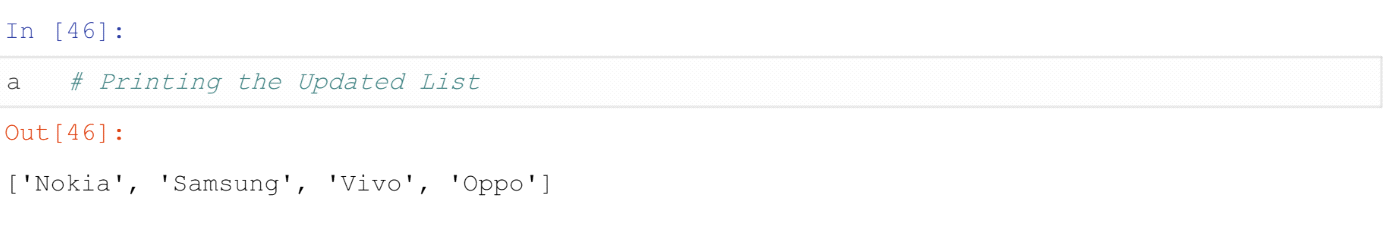 In [46]:
a   # Printing the Updated List
Out[46]:
['Nokia', 'Samsung', 'Vivo', 'Oppo']